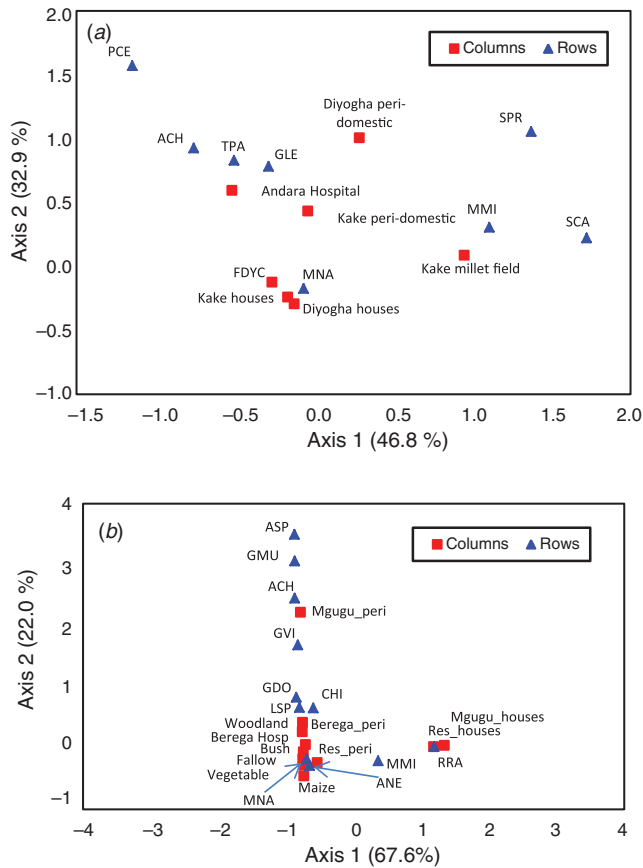 (a)
Columns
Rows
2.0
1.5
1.0
0.5
0.0
−0.5
−1.0
Axis 2 (32.9 %)
PCE
Diyogha peri-
domestic
SPR
ACH
TPA
GLE
Andara Hospital
Kake peri-domestic
MMI
SCA
Kake millet field
FDYC
MNA
Kake houses
Diyogha houses
−1.5
−1.0
−0.5
0.0
0.5
1.0
1.5
2.0
Axis 1 (46.8 %)
(b)
Columns
Rows
4
3
2
1
0
−1
Axis 2 (22.0 %)
ASP
GMU
ACH
Mgugu_peri
GVI
GDO
LSP
CHI
Woodland
Berega_peri
Berega Hosp
Bush
Res_peri
Fallow
Vegetable
MNA
Maize
ANE
MMI
Mgugu_houses
Res_houses
RRA
−4
−3
−2
−1
0
1
2
3
4
Axis 1 (67.6%)